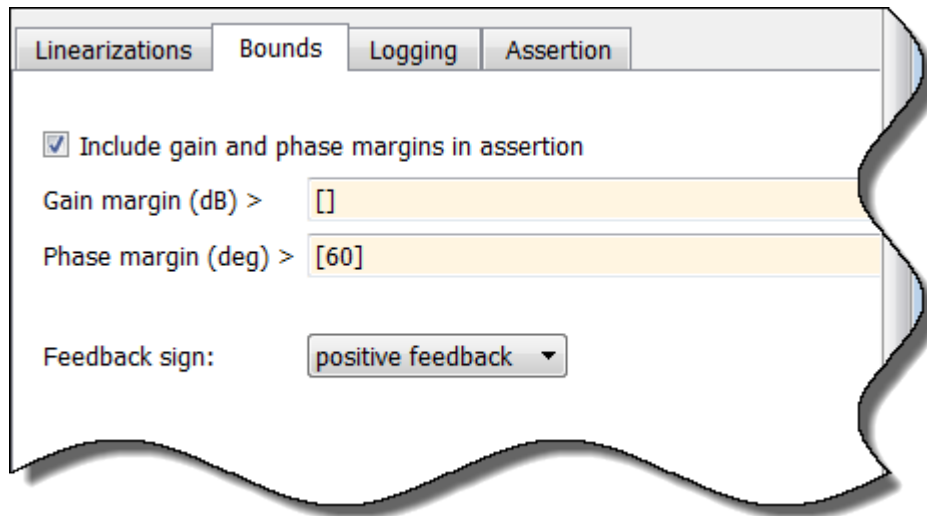 Linearizations Bounds Logging Assertion
Include gain and phase margins in assertion
Gain margin (dB) > []
Phase margin (deg) > [60]
Feedback sign: positive feedback